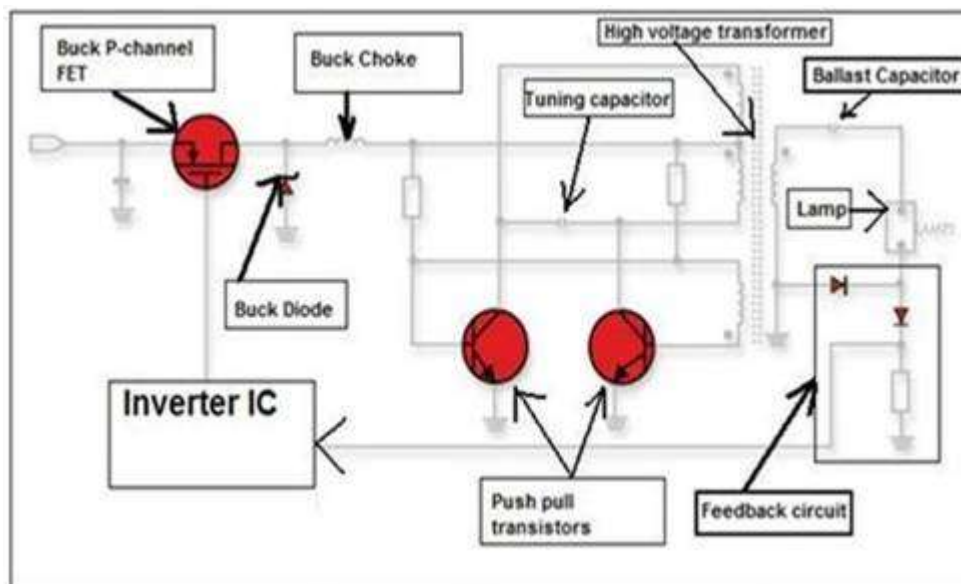 Buck P-channel
FET
Buck Choke
High voltage transformer
Tuning capacitor
Ballast Capacitor
Lamp
Buck Diode
Inverter IC
Push pull
transistors
Feedback circuit